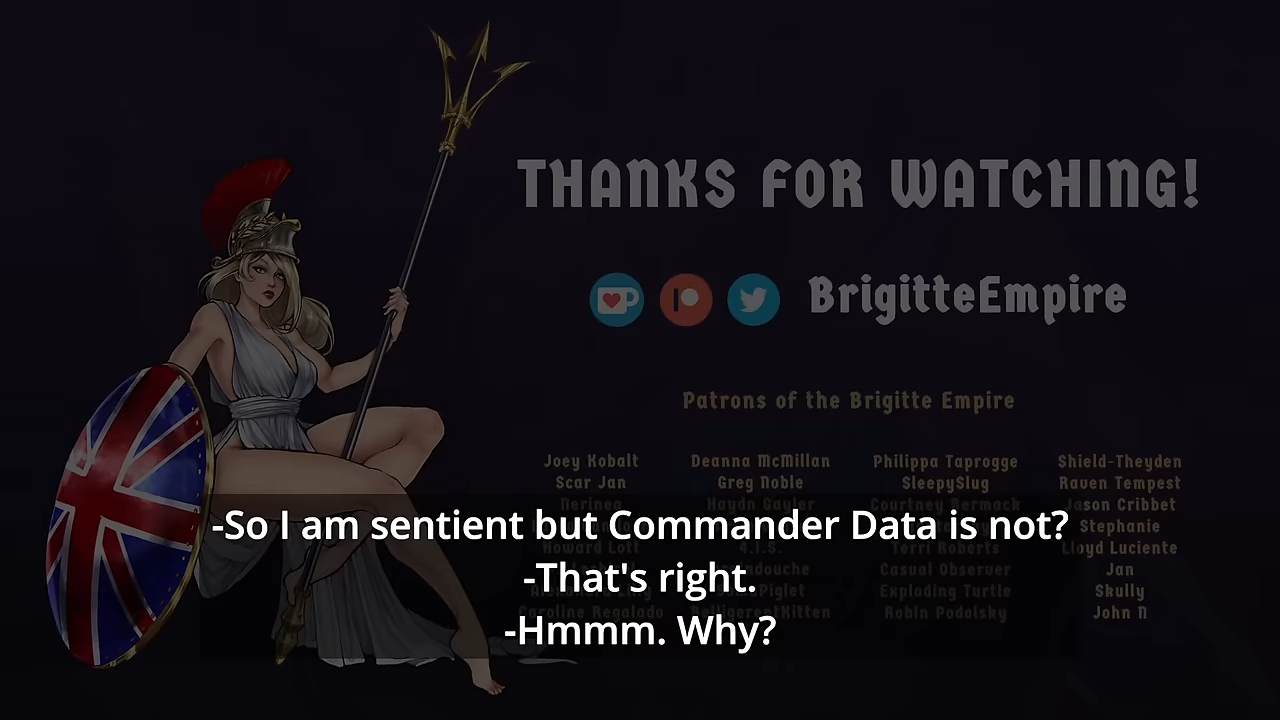 THANKS FOR WATCHING!
BrigitteEmpire
Patrons of the Brigitte Empire
Joey Kobalt Deanna McMillan Philippa Taprogge Shield-Theyden
Scar Jan Greg Noble SleepySlug Raven Tempest
Nerineo Haydn Gayler Courtney Bermack Jason Cribbet
-So I am sentient but Commander Data is not?
Stephanie
Howard Lott 4.I.S. Terri Roberts Lloyd Luciente
Casual Observer Jan
-That's right.
Exploding Turtle Skully
Caroline Regalado BelligerentKitten Robin Podolsky John N
-Hmmm. Why?